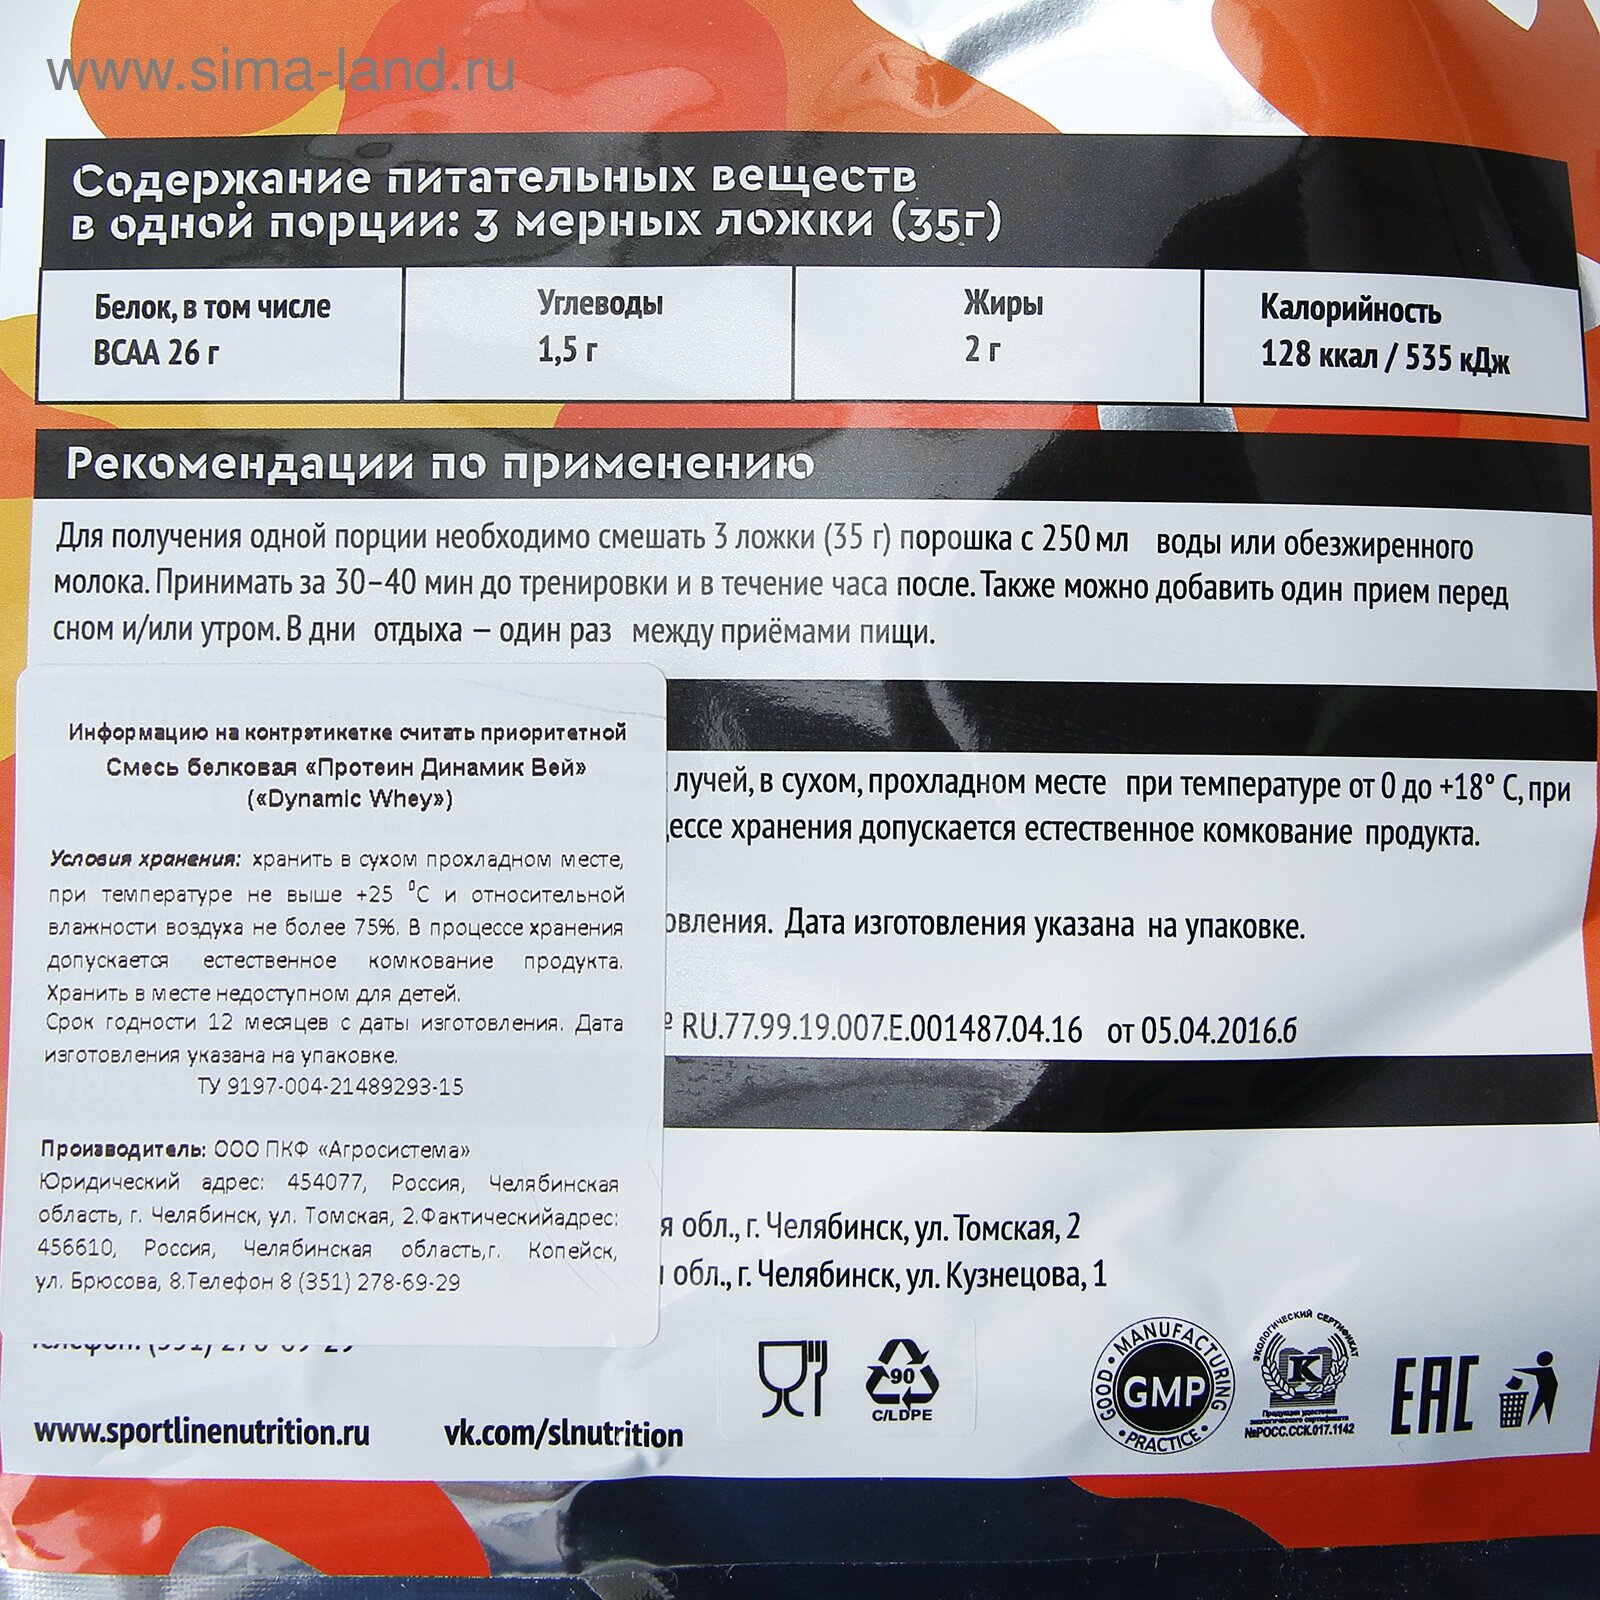 www.sima-land.ru
Содержание питательных веществ
в одной порции: 3 мерных ложки (35г)
Белок, в том числе
BCAA 26 г
Углеводы
1,5 г
Жиры
2 г
Калорийность
128 ккал / 535 кДж
Рекомендации по применению
Для получения одной порции необходимо смешать 3 ложки (35 г) порошка с 250 мл воды или обезжиренного
молока. Принимать за 30–40 мин до тренировки и в течение часа после. Также можно добавить один прием перед
сном и/или утром. В дни отдыха — один раз между приёмами пищи.
Информацию на контрэтикетке считать приоритетной
Смесь белковая «Протеин Динамик Вей»
(«Dynamic Whey»)
Условия хранения: хранить в сухом прохладном месте,
при температуре не выше +25 ⁰С и относительной
влажности воздуха не более 75%. В процессе хранения
допускается естественное комкование продукта.
Хранить в месте недоступном для детей.
Срок годности 12 месяцев с даты изготовления. Дата
изготовления указана на упаковке.
ТУ 9197-004-21489293-15
Производитель: ООО ПКФ «Агросистема»
Юридический адрес: 454077, Россия, Челябинская
область, г. Челябинск, ул. Томская, 2.Фактическийадрес:
456610, Россия, Челябинская область,г. Копейск,
ул. Брюсова, 8.Телефон 8 (351) 278-69-29
лучей, в сухом, прохладном месте при температуре от 0 до +18° С, при
ессе хранения допускается естественное комкование продукта.
овления. Дата изготовления указана на упаковке.
RU.77.99.19.007.E.001487.04.16 от 05.04.2016.б
я обл., г. Челябинск, ул. Томская, 2
обл., г. Челябинск, ул. Кузнецова, 1
www.sportlinenutrition.ru
vk.com/slnutrition
90
C/LDPE
GOOD • MANUFACTURING • PRACTICE •
GMP
ЭКОЛОГИЧЕСКИЙ СЕРТИФИКАТ
К
Продукция удостоена
экологического сертификата
№РОСС.ССК.017.1142
EAC